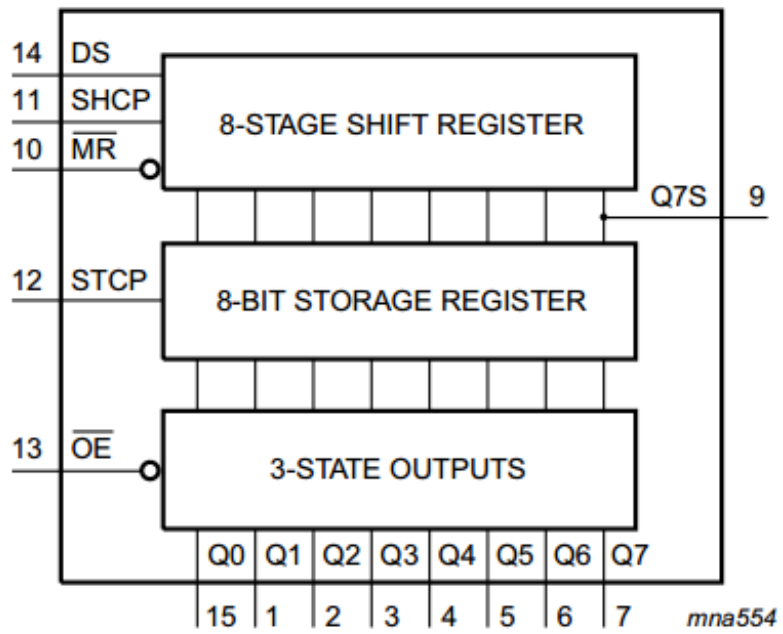 14 DS
11 SHCP
8-STAGE SHIFT REGISTER
10 M̅R̅
Q7S 9
12 STCP
8-BIT STORAGE REGISTER
13 O̅E̅
3-STATE OUTPUTS
Q0 Q1 Q2 Q3 Q4 Q5 Q6 Q7
15 1 2 3 4 5 6 7 mna554